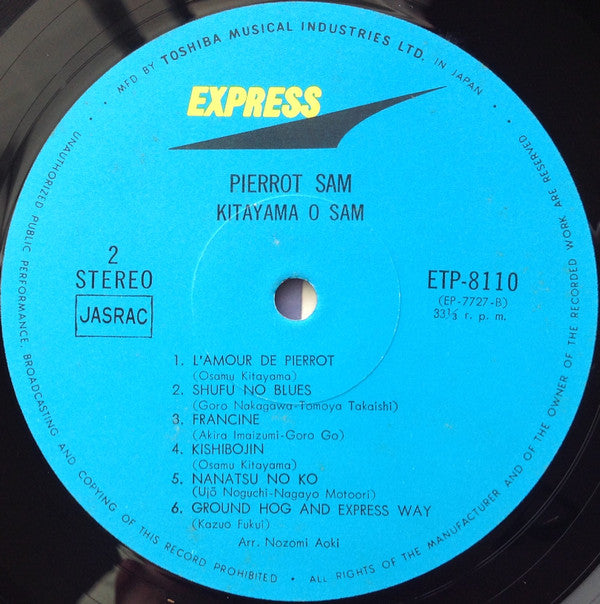 MFD BY TOSHIBA MUSICAL INDUSTRIES LTD. IN JAPAN.
ALL RIGHTS OF THE MANUFACTURER AND OF THE OWNER OF THE RECORDED WORK ARE RESERVED
UNAUTHORIZED PUBLIC PERFORMANCE, BROADCASTING AND COPYING OF THIS RECORD PROHIBITED
EXPRESS
PIERROT SAM
KITAYAMA O SAM
2
STEREO
JASRAC
ETP-8110
(EP-7727-B)
33⅓ r. p. m.
1. L'AMOUR DE PIERROT
(Osamu Kitayama)
2. SHUFU NO BLUES
(Goro Nakagawa-Tomoya Takaishi)
3. FRANCINE
(Akira Imaizumi-Goro Go)
4. KISHIBOJIN
(Osamu Kitayama)
5. NANATSU NO KO
(Ujō Noguchi-Nagayo Motoori)
6. GROUND HOG AND EXPRESS WAY
(Kazuo Fukui)
Arr. Nozomi Aoki